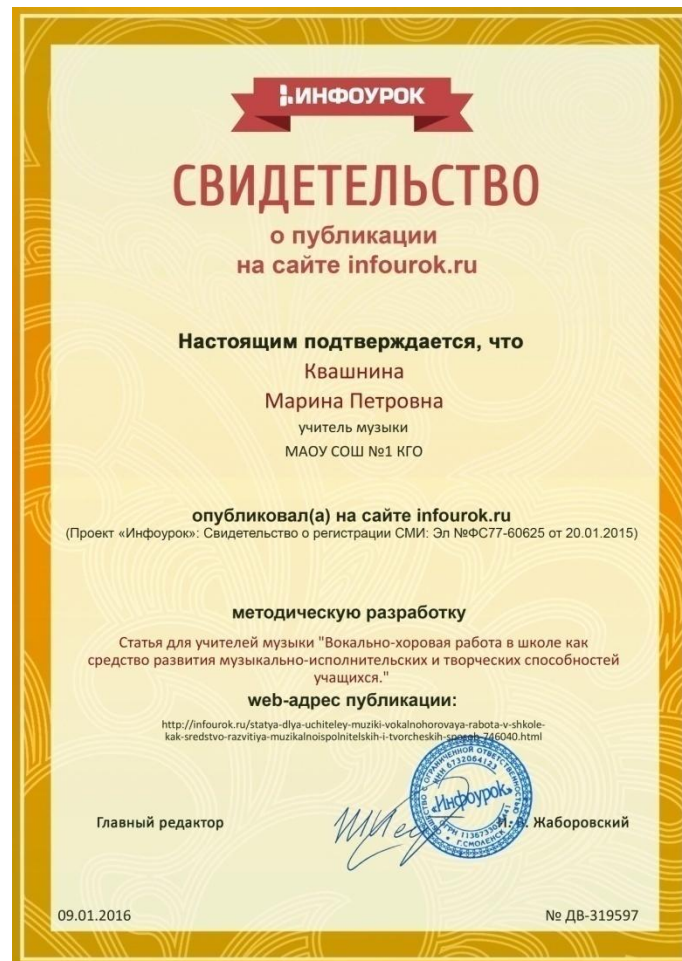 ИНФОУРОК
СВИДЕТЕЛЬСТВО
о публикации
на сайте infourok.ru
Настоящим подтверждается, что
Квашнина
Марина Петровна
учитель музыки
МАОУ СОШ №1 КГО
опубликовал(а) на сайте infourok.ru
(Проект «Инфоурок»: Свидетельство о регистрации СМИ: Эл №ФС77-60625 от 20.01.2015)
методическую разработку
Статья для учителей музыки "Вокально-хоровая работа в школе как
средство развития музыкально-исполнительских и творческих способностей
учащихся."
web-адрес публикации:
http://infourok.ru/statya-dlya-uchiteley-muziki-vokalnohorovaya-rabota-v-shkole-
kak-sredstvo-razvitiya-muzikalnoispolnitelskih-i-tvorcheskih-sposob-746040.html
ИНН 6732064123
«Инфоурок»
Г.СМОЛЕНСК
Главный редактор
Жаборовский
09.01.2016
№ ДВ-319597